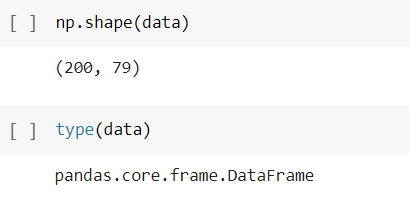 [ ] np.shape(data)
(200, 79)
[ ] type(data)
pandas.core.frame.DataFrame